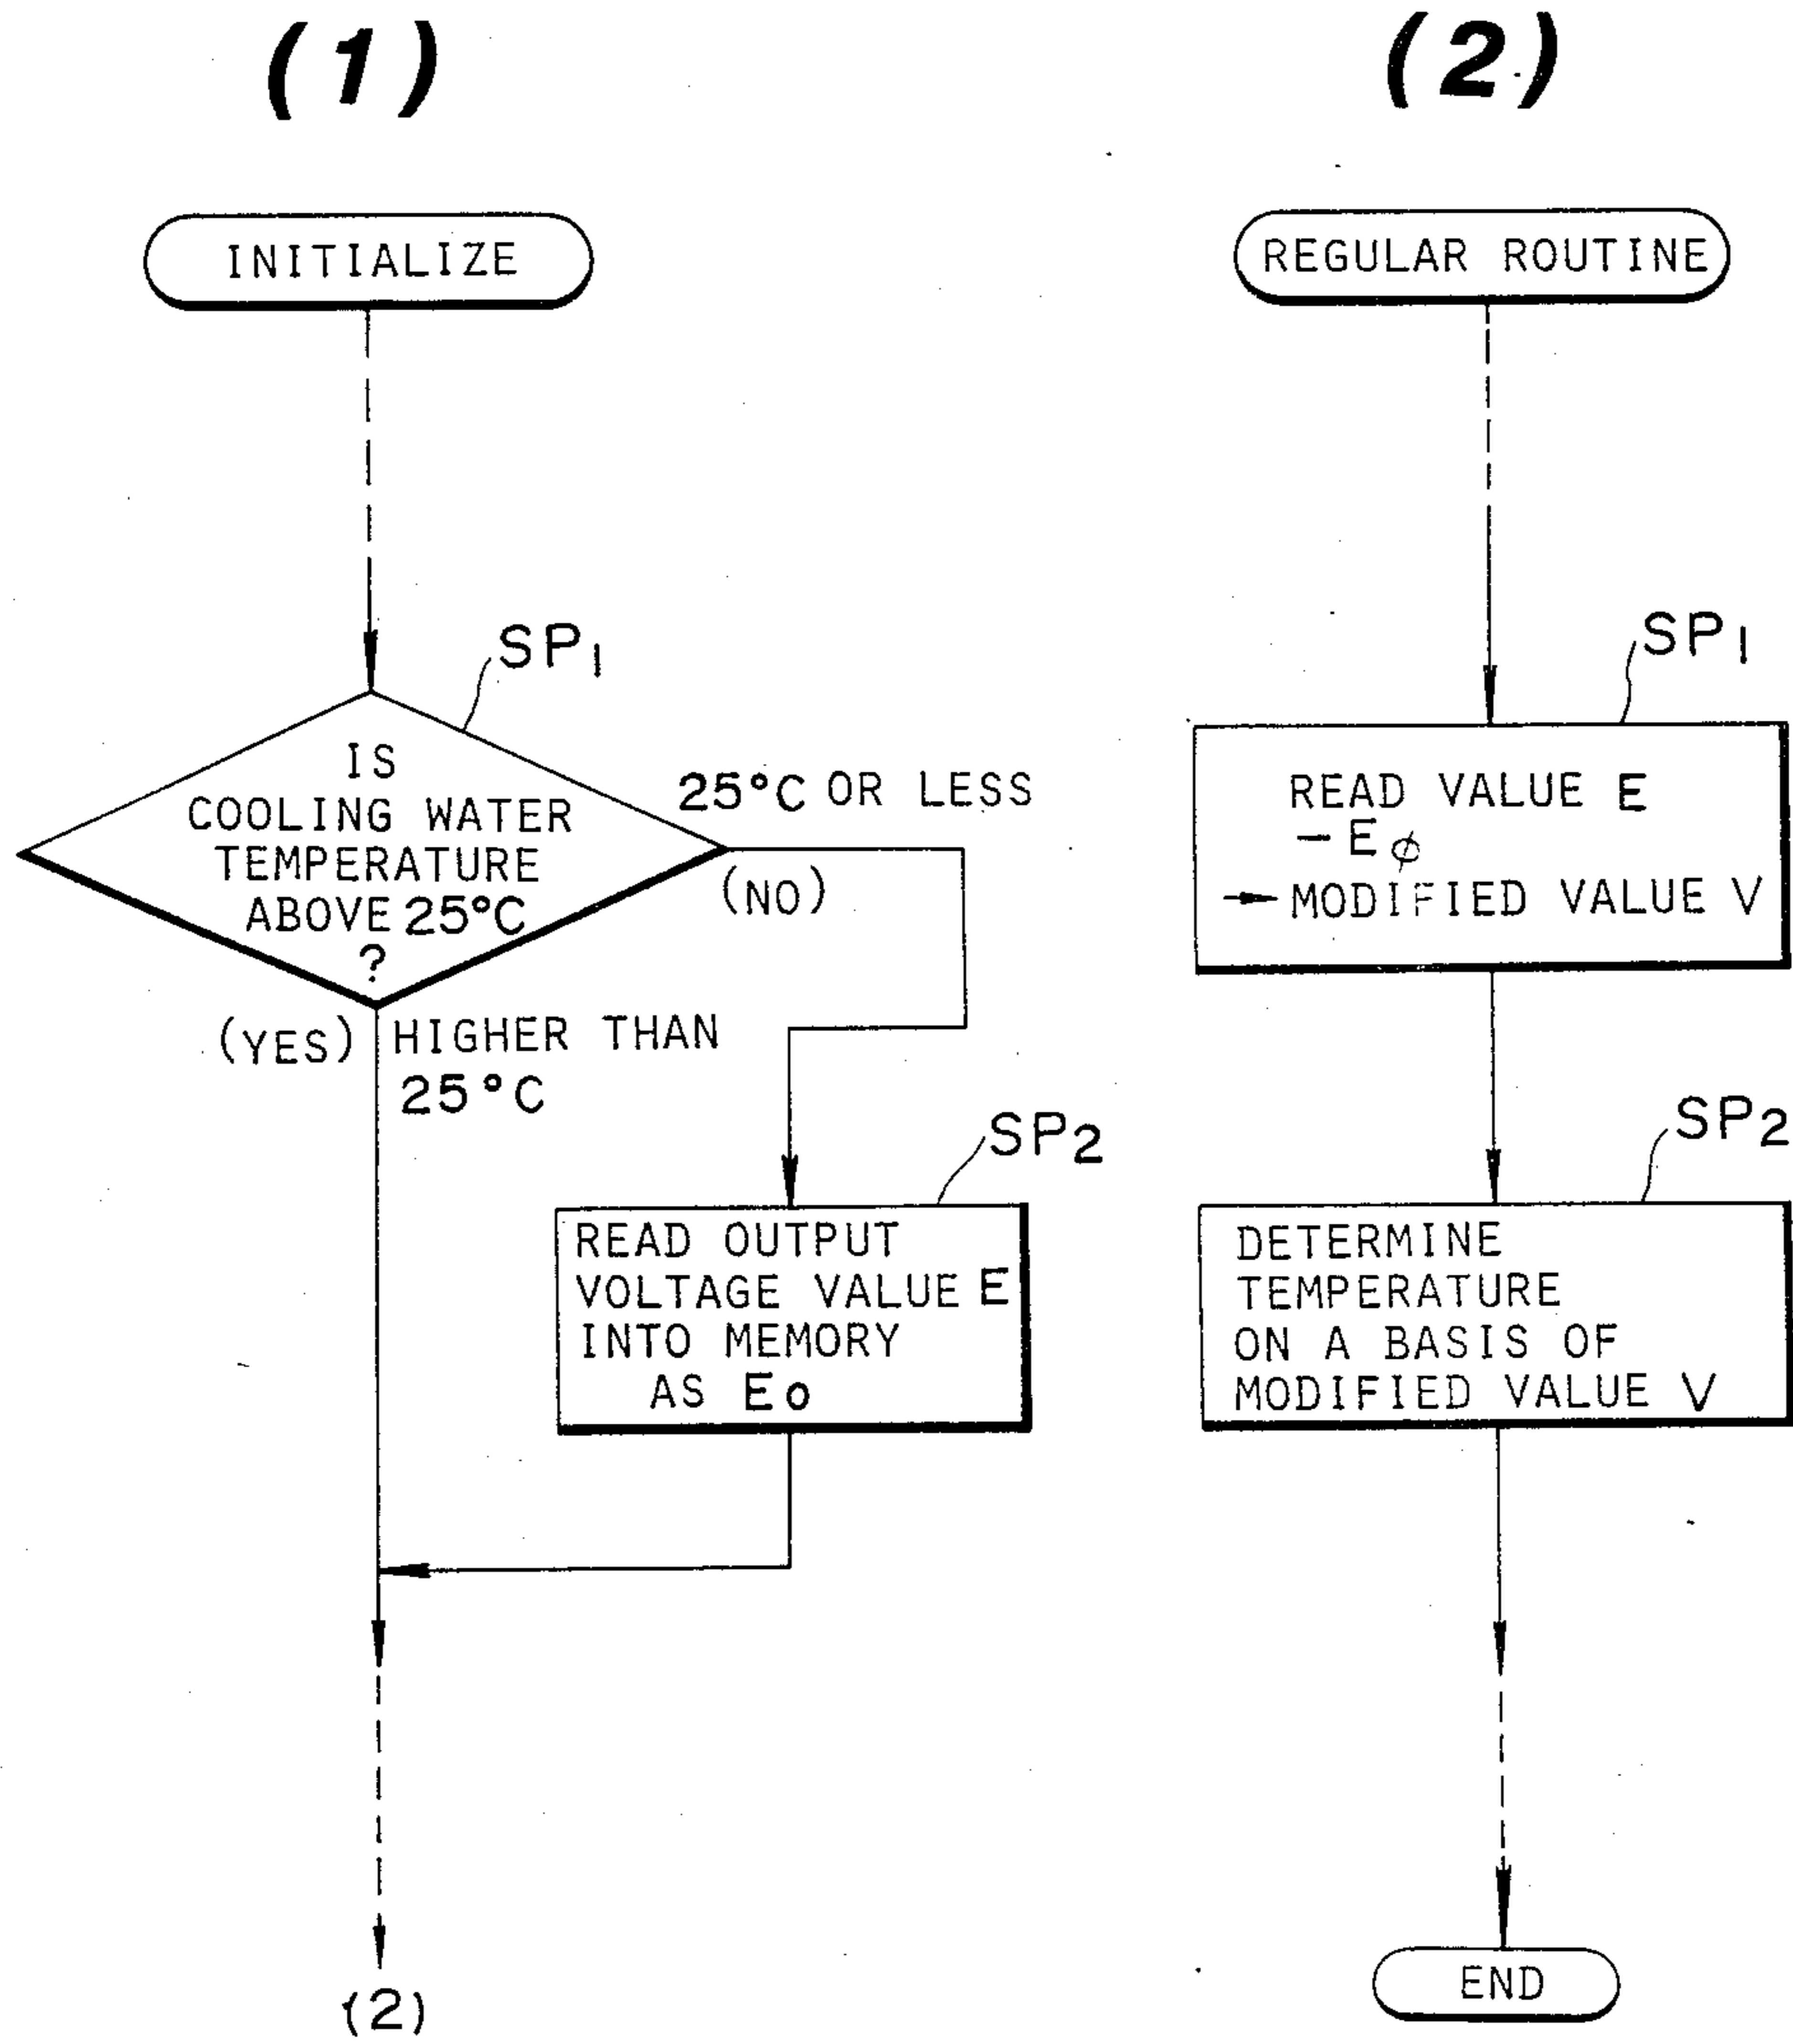 (1)
INITIALIZE
SP1
IS
COOLING WATER
TEMPERATURE
ABOVE 25°C
?
25°C OR LESS
(NO)
(YES) HIGHER THAN
25°C
SP2
READ OUTPUT
VOLTAGE VALUE E
INTO MEMORY
AS Eo
(2)
(2)
REGULAR ROUTINE
SP1
READ VALUE E
- Eφ
→ MODIFIED VALUE V
SP2
DETERMINE
TEMPERATURE
ON A BASIS OF
MODIFIED VALUE V
END